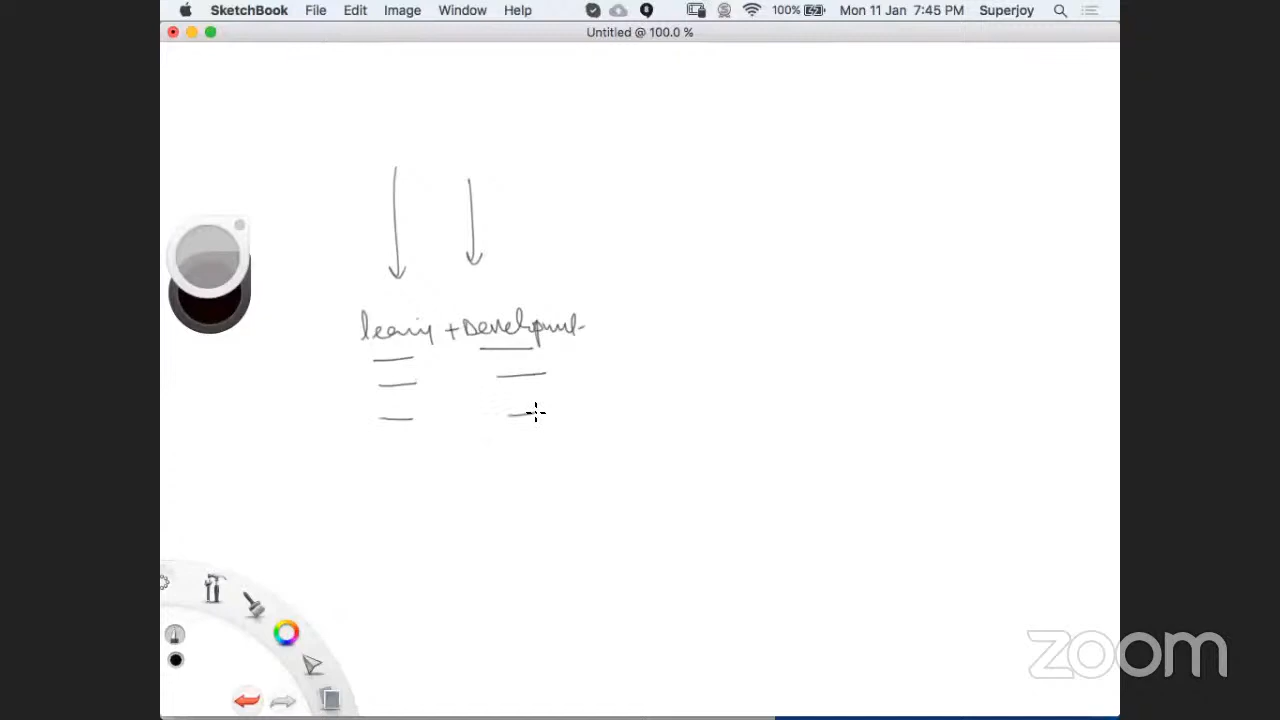 SketchBook File Edit Image Window Help 100% Mon 11 Jan 7:45 PM Superjoy
Untitled @ 100.0 %
+ Development
zoom